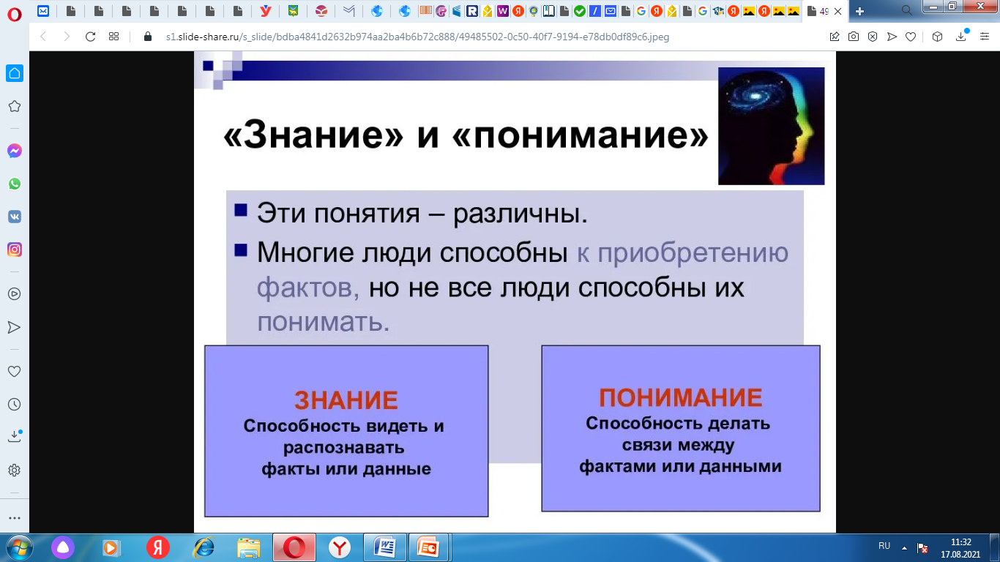 49
s1.slide-share.ru/s_slide/bdba4841d2632b974aa2ba4b6b72c888/49485502-0c50-40f7-9194-e78db0df89c6.jpeg
«Знание» и «понимание»
Эти понятия – различны.
Многие люди способны к приобретению
фактов, но не все люди способны их
понимать.
ЗНАНИЕ
Способность видеть и
распознавать
факты или данные
ПОНИМАНИЕ
Способность делать
связи между
фактами или данными
RU
11:32
17.08.2021